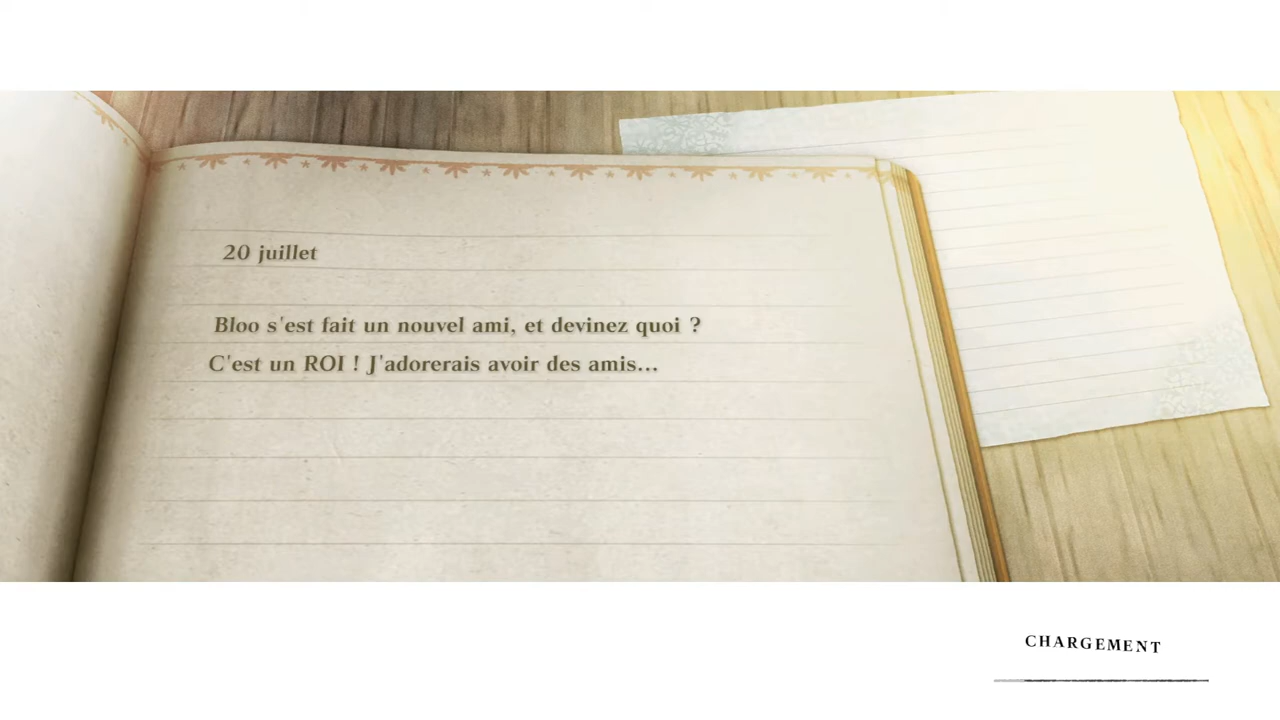 20 juillet
Bloo s'est fait un nouvel ami, et devinez quoi ?
C'est un ROI ! J'adorerais avoir des amis...
CHARGEMENT